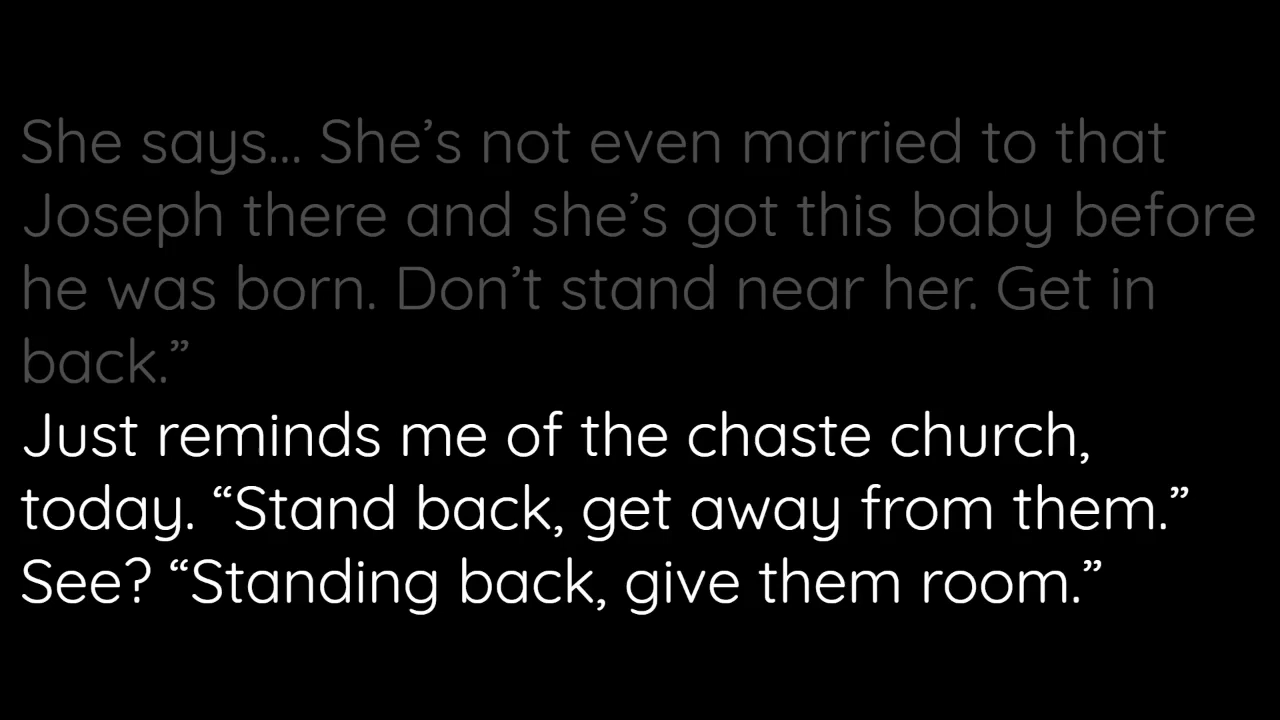 She says... She’s not even married to that
Joseph there and she’s got this baby before
he was born. Don’t stand near her. Get in
back.”
Just reminds me of the chaste church,
today. “Stand back, get away from them.”
See? “Standing back, give them room.”